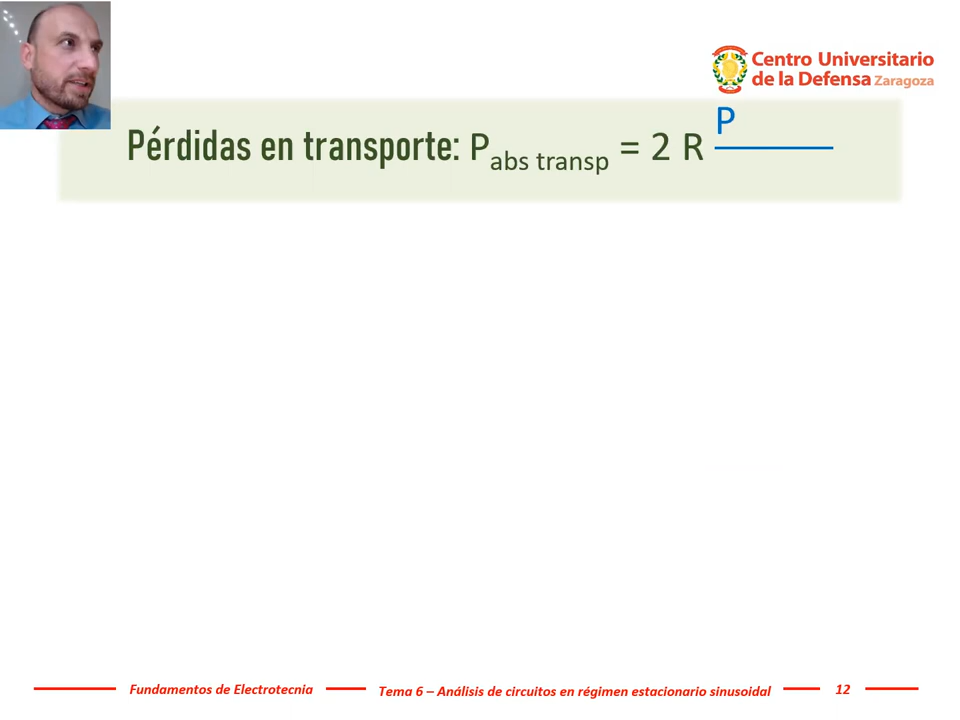 Centro Universitario
de la Defensa Zaragoza
Pérdidas en transporte: P abs transp = 2 R P
Fundamentos de Electrotecnia
Tema 6 – Análisis de circuitos en régimen estacionario sinusoidal
12